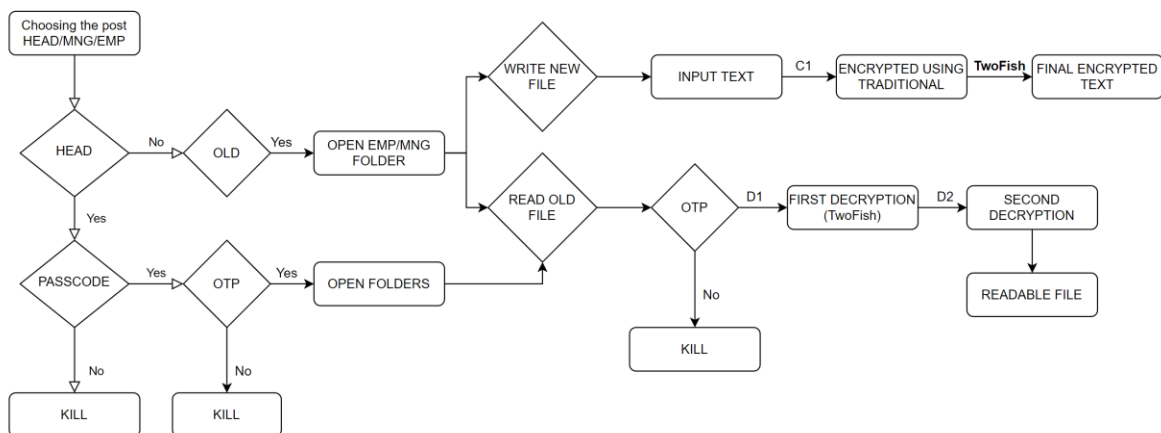 Choosing the post
HEAD/MNG/EMP
WRITE NEW
FILE
INPUT TEXT
C1
ENCRYPTED USING
TRADITIONAL
TwoFish
FINAL ENCRYPTED
TEXT
HEAD
No
OLD
Yes
OPEN EMP/MNG
FOLDER
READ OLD
FILE
OTP
D1
FIRST DECRYPTION
(TwoFish)
D2
SECOND
DECRYPTION
Yes
PASSCODE
Yes
OTP
Yes
OPEN FOLDERS
READABLE FILE
No
KILL
No
KILL
No
KILL